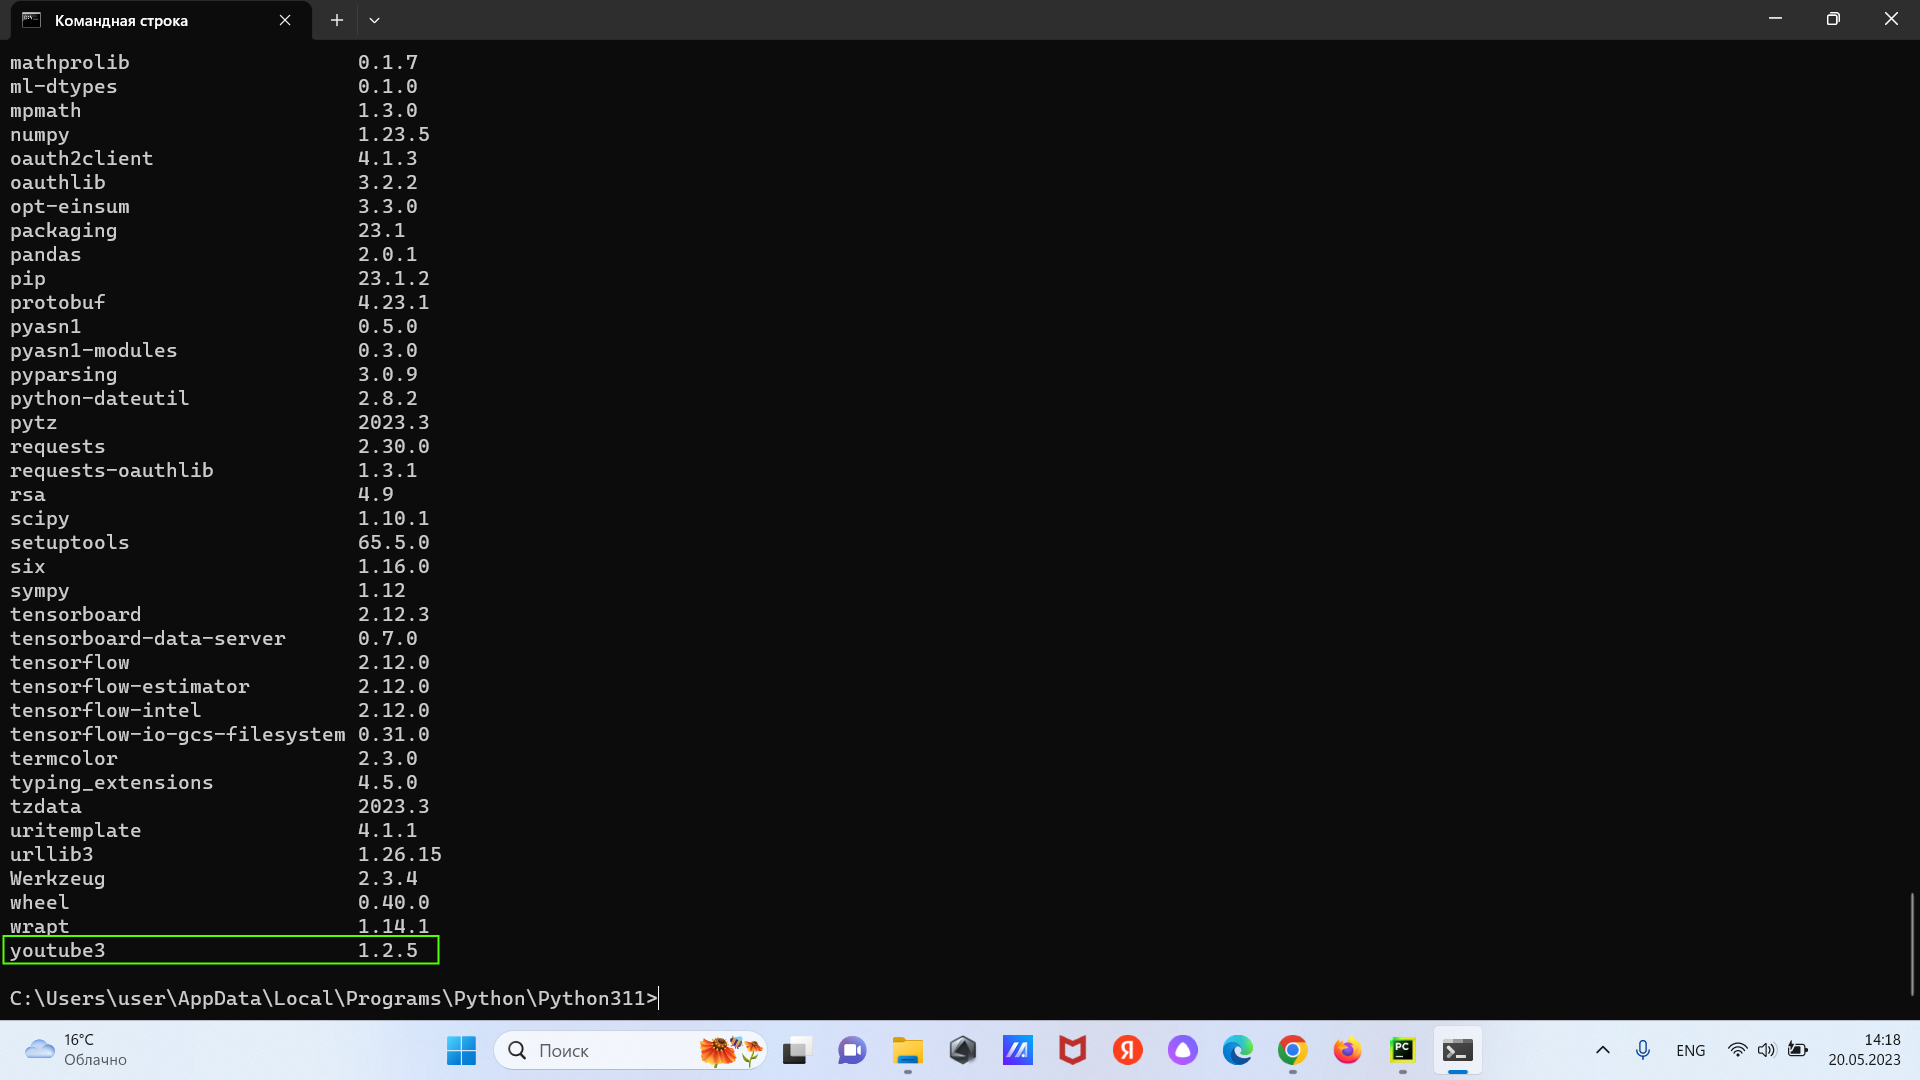 Командная строка
mathprolib 0.1.7
ml-dtypes 0.1.0
mpmath 1.3.0
numpy 1.23.5
oauth2client 4.1.3
oauthlib 3.2.2
opt-einsum 3.3.0
packaging 23.1
pandas 2.0.1
pip 23.1.2
protobuf 4.23.1
pyasn1 0.5.0
pyasn1-modules 0.3.0
pyparsing 3.0.9
python-dateutil 2.8.2
pytz 2023.3
requests 2.30.0
requests-oauthlib 1.3.1
rsa 4.9
scipy 1.10.1
setuptools 65.5.0
six 1.16.0
sympy 1.12
tensorboard 2.12.3
tensorboard-data-server 0.7.0
tensorflow 2.12.0
tensorflow-estimator 2.12.0
tensorflow-intel 2.12.0
tensorflow-io-gcs-filesystem 0.31.0
termcolor 2.3.0
typing_extensions 4.5.0
tzdata 2023.3
uritemplate 4.1.1
urllib3 1.26.15
Werkzeug 2.3.4
wheel 0.40.0
wrapt 1.14.1
youtube3 1.2.5
C:\Users\user\AppData\Local\Programs\Python\Python311>
16°C
Облачно
Поиск
Я
PC
ENG
14:18
20.05.2023